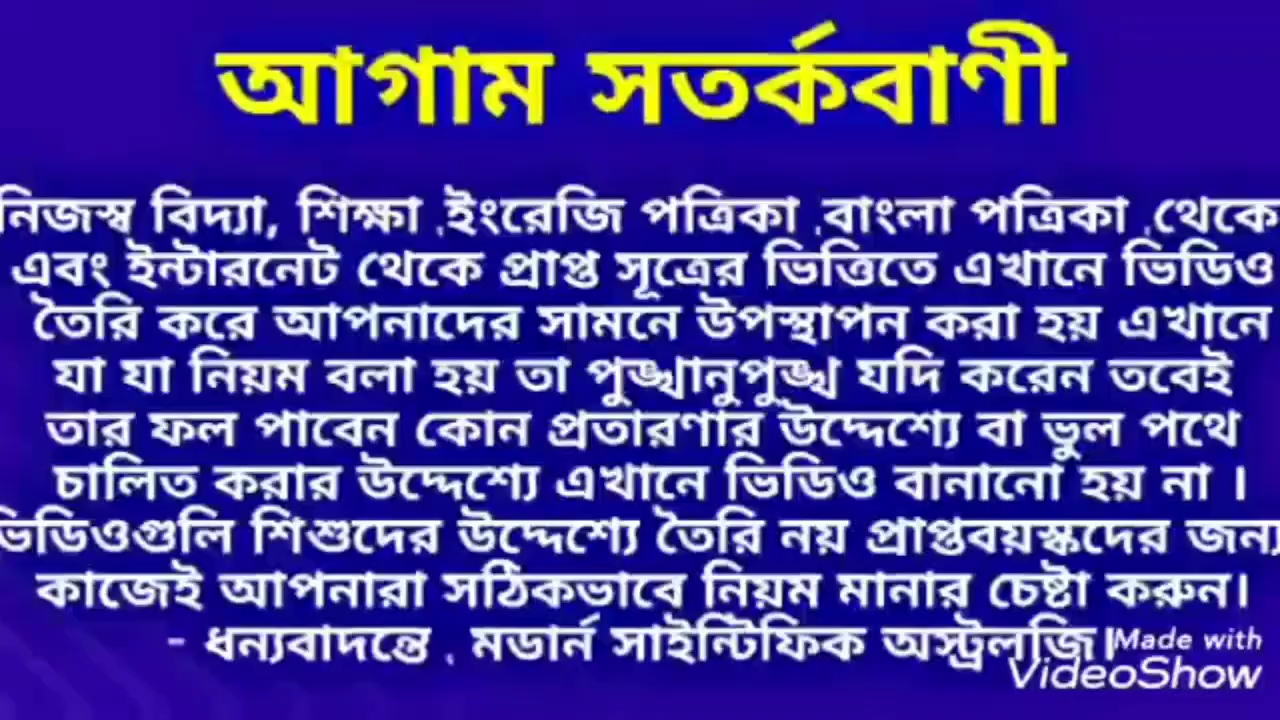 আগাম সতর্কবাণী
নিজস্ব বিদ্যা, শিক্ষা ,ইংরেজি পত্রিকা ,বাংলা পত্রিকা ,থেকে
এবং ইন্টারনেট থেকে প্রাপ্ত সূত্রের ভিত্তিতে এখানে ভিডিও
তৈরি করে আপনাদের সামনে উপস্থাপন করা হয় এখানে
যা যা নিয়ম বলা হয় তা পুঙ্খানুপুঙ্খ যদি করেন তবেই
তার ফল পাবেন কোন প্রতারণার উদ্দেশ্যে বা ভুল পথে
চালিত করার উদ্দেশ্যে এখানে ভিডিও বানানো হয় না ।
ভিডিওগুলি শিশুদের উদ্দেশ্যে তৈরি নয় প্রাপ্তবয়স্কদের জন্য
কাজেই আপনারা সঠিকভাবে নিয়ম মানার চেষ্টা করুন।
- ধন্যবাদন্তে , মডার্ন সাইন্টিফিক অস্ট্রলজি।
Made with
VideoShow